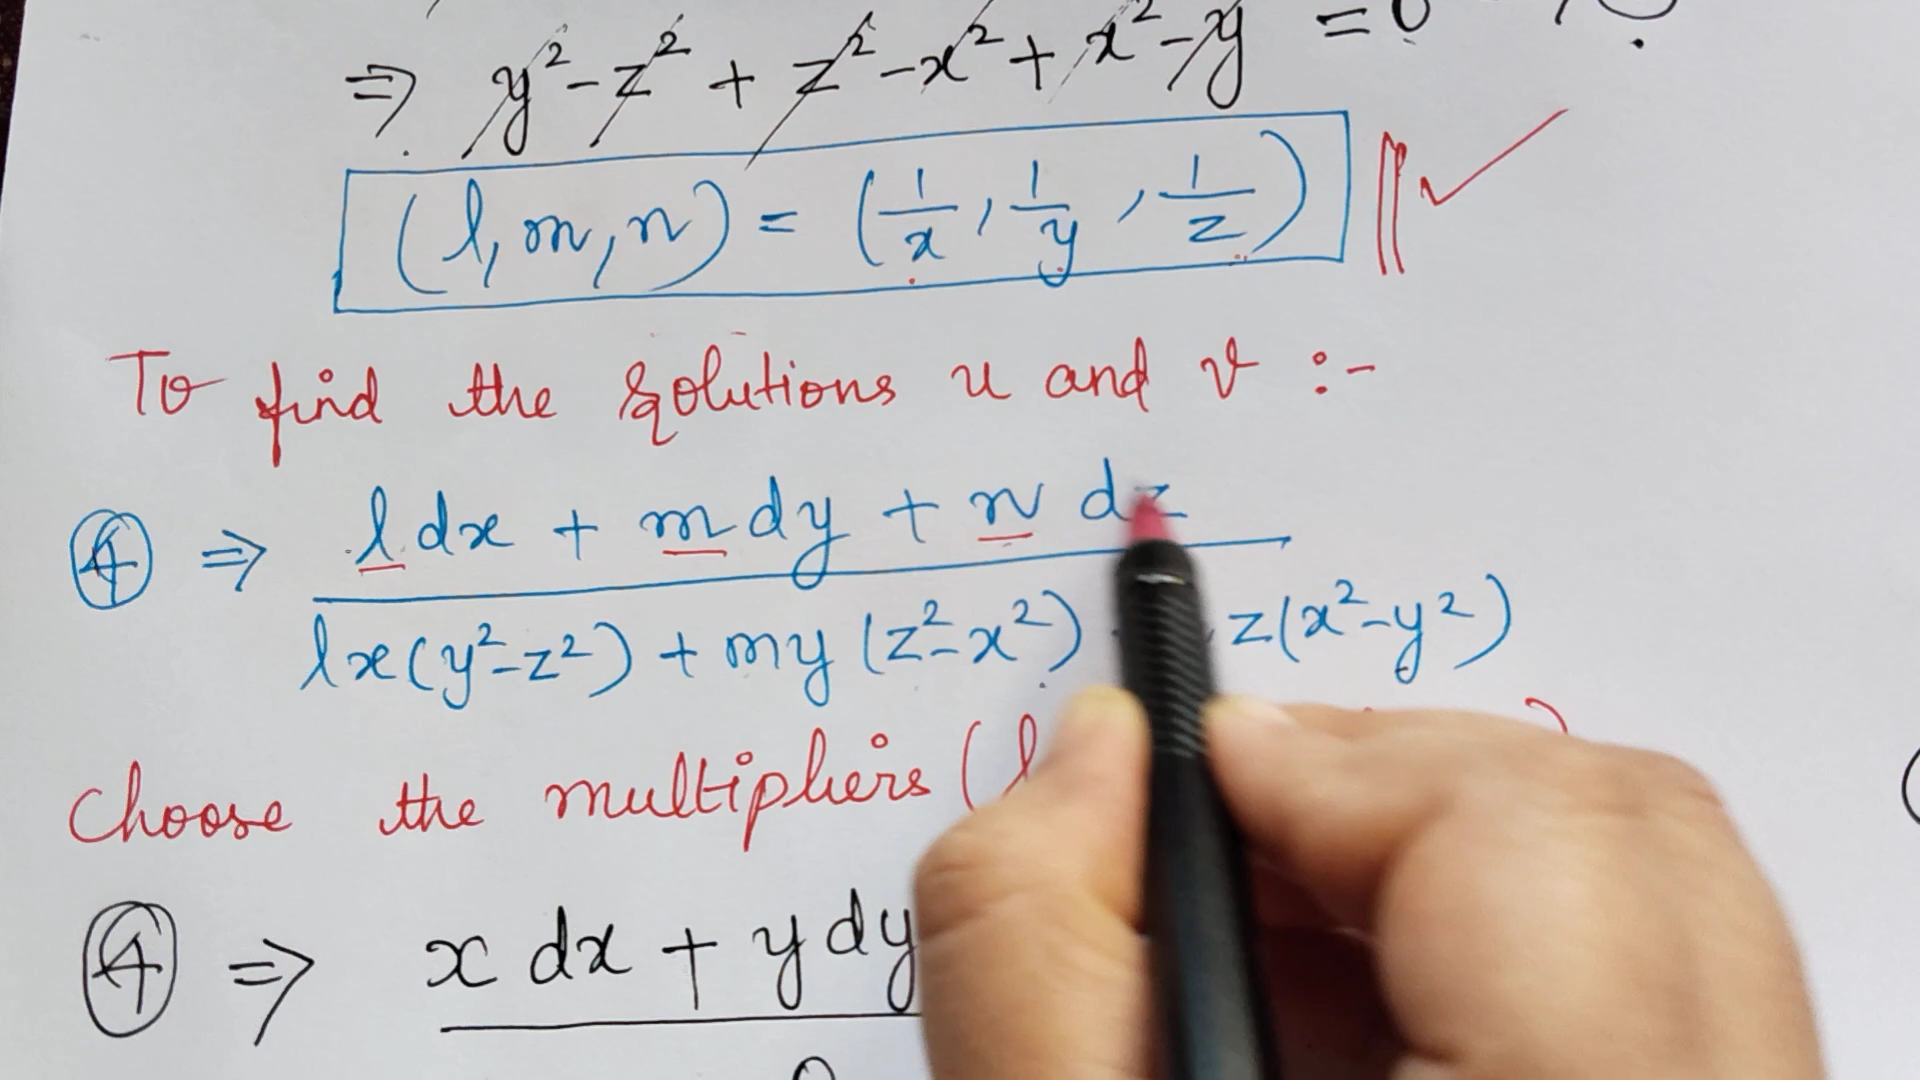 ⇒ y² - z² + z² - x² + x² - y = 0
(l, m, n) = (1/x, 1/y, 1/z)
To find the solutions u and v :-
④ ⇒ l dx + m dy + n dz
lx(y²-z²) + my(z²-x²) z(x²-y²)
Choose the multipliers (l
④ ⇒ x dx + y dy